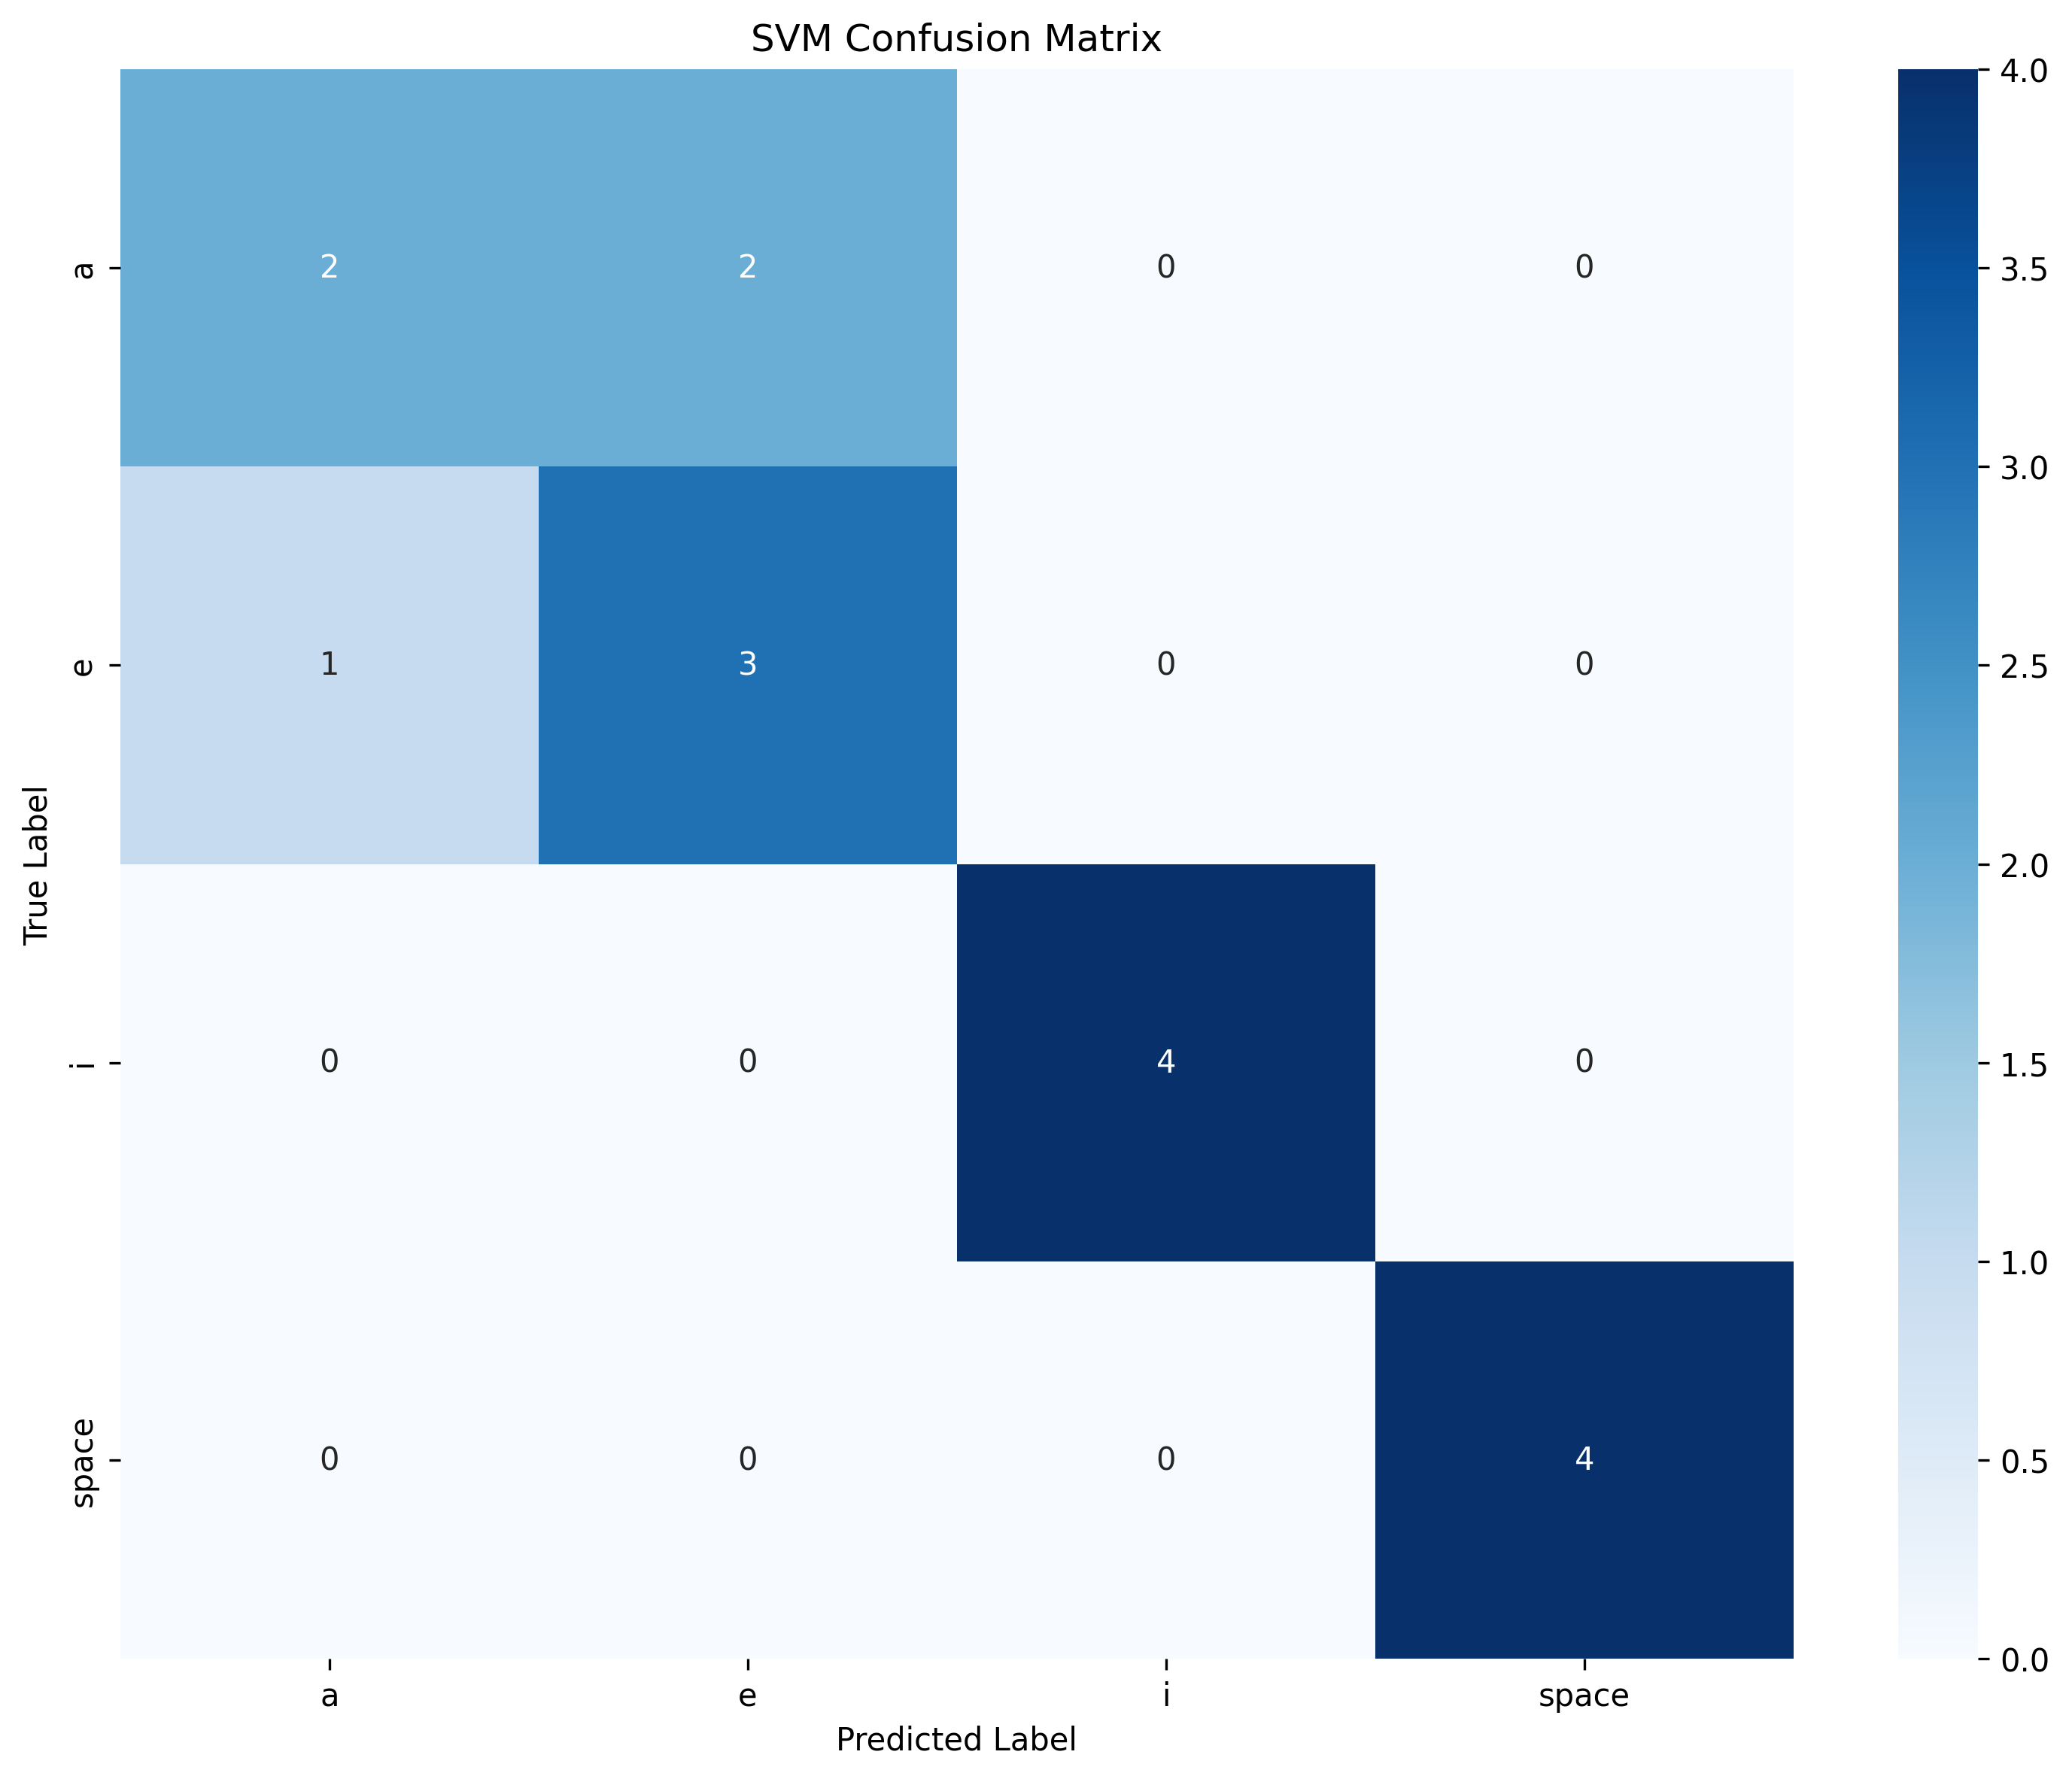 SVM Confusion Matrix
True Label
a 2 2 0 0
e 1 3 0 0
i 0 0 4 0
space 0 0 0 4
a e i space
Predicted Label
4.0
3.5
3.0
2.5
2.0
1.5
1.0
0.5
0.0